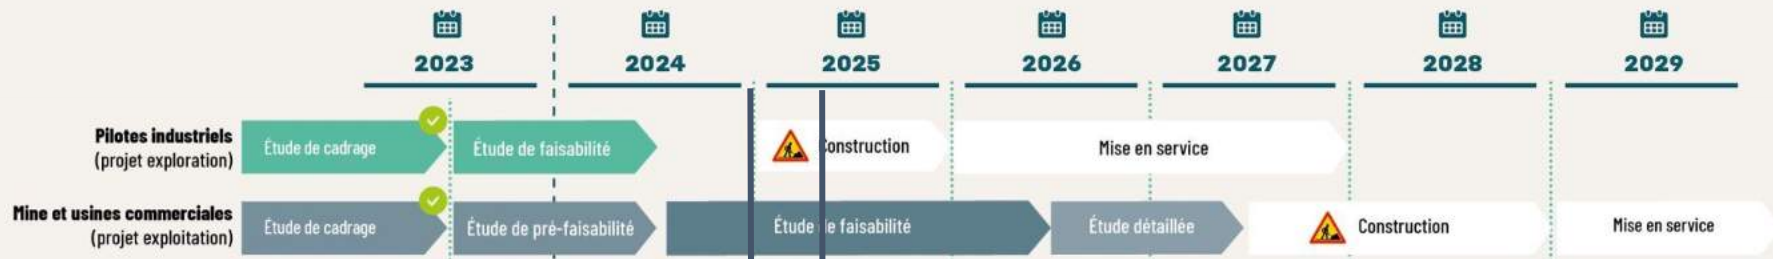 2023 2024 2025 2026 2027 2028 2029
Pilotes industriels
(projet exploration)
Étude de cadrage Étude de faisabilité Construction Mise en service
Mine et usines commerciales
(projet exploitation)
Étude de cadrage Étude de pré-faisabilité Étude de faisabilité Étude détaillée Construction Mise en service